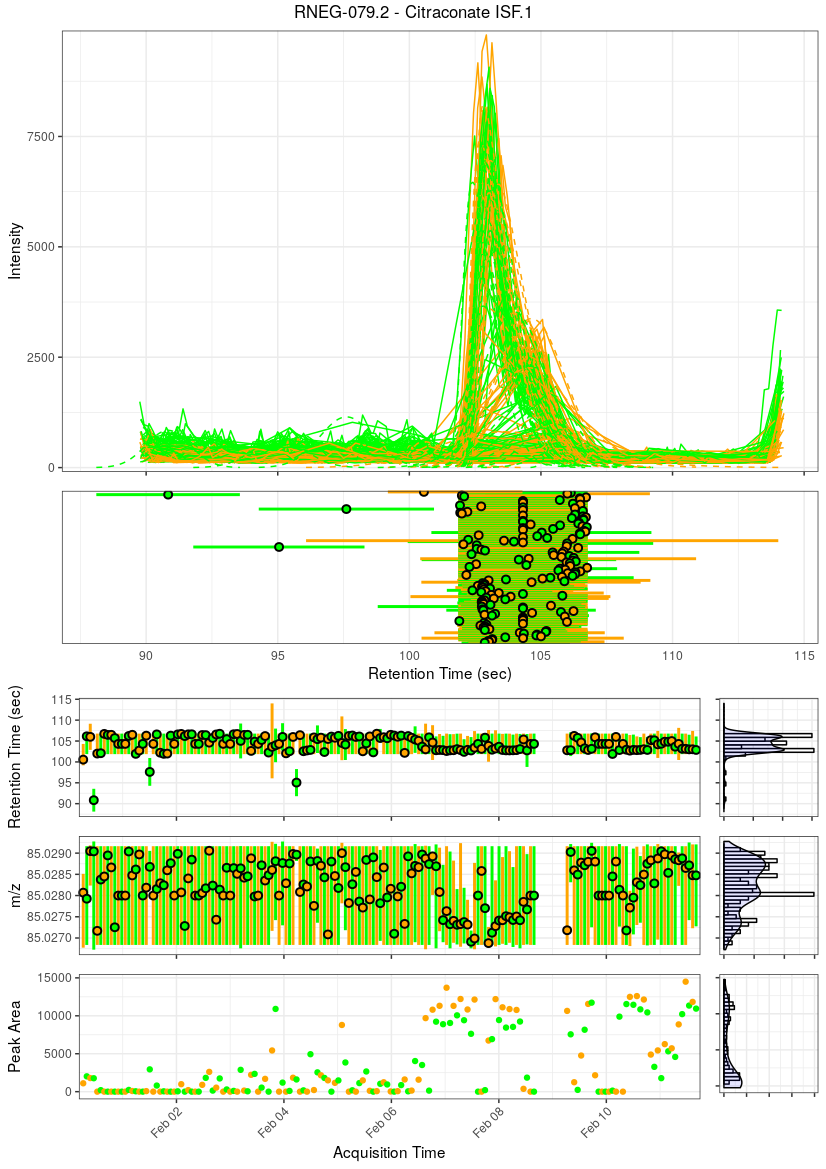 RNEG-079.2 - Citraconate ISF.1
7500
5000
2500
0
Intensity
90 95 100 105 110 115
Retention Time (sec)
115
110
105
100
95
90
Retention Time (sec)
85.0290
85.0285
85.0280
85.0275
85.0270
m/z
15000
10000
5000
0
Peak Area
Feb 02 Feb 04 Feb 06 Feb 08 Feb 10
Acquisition Time